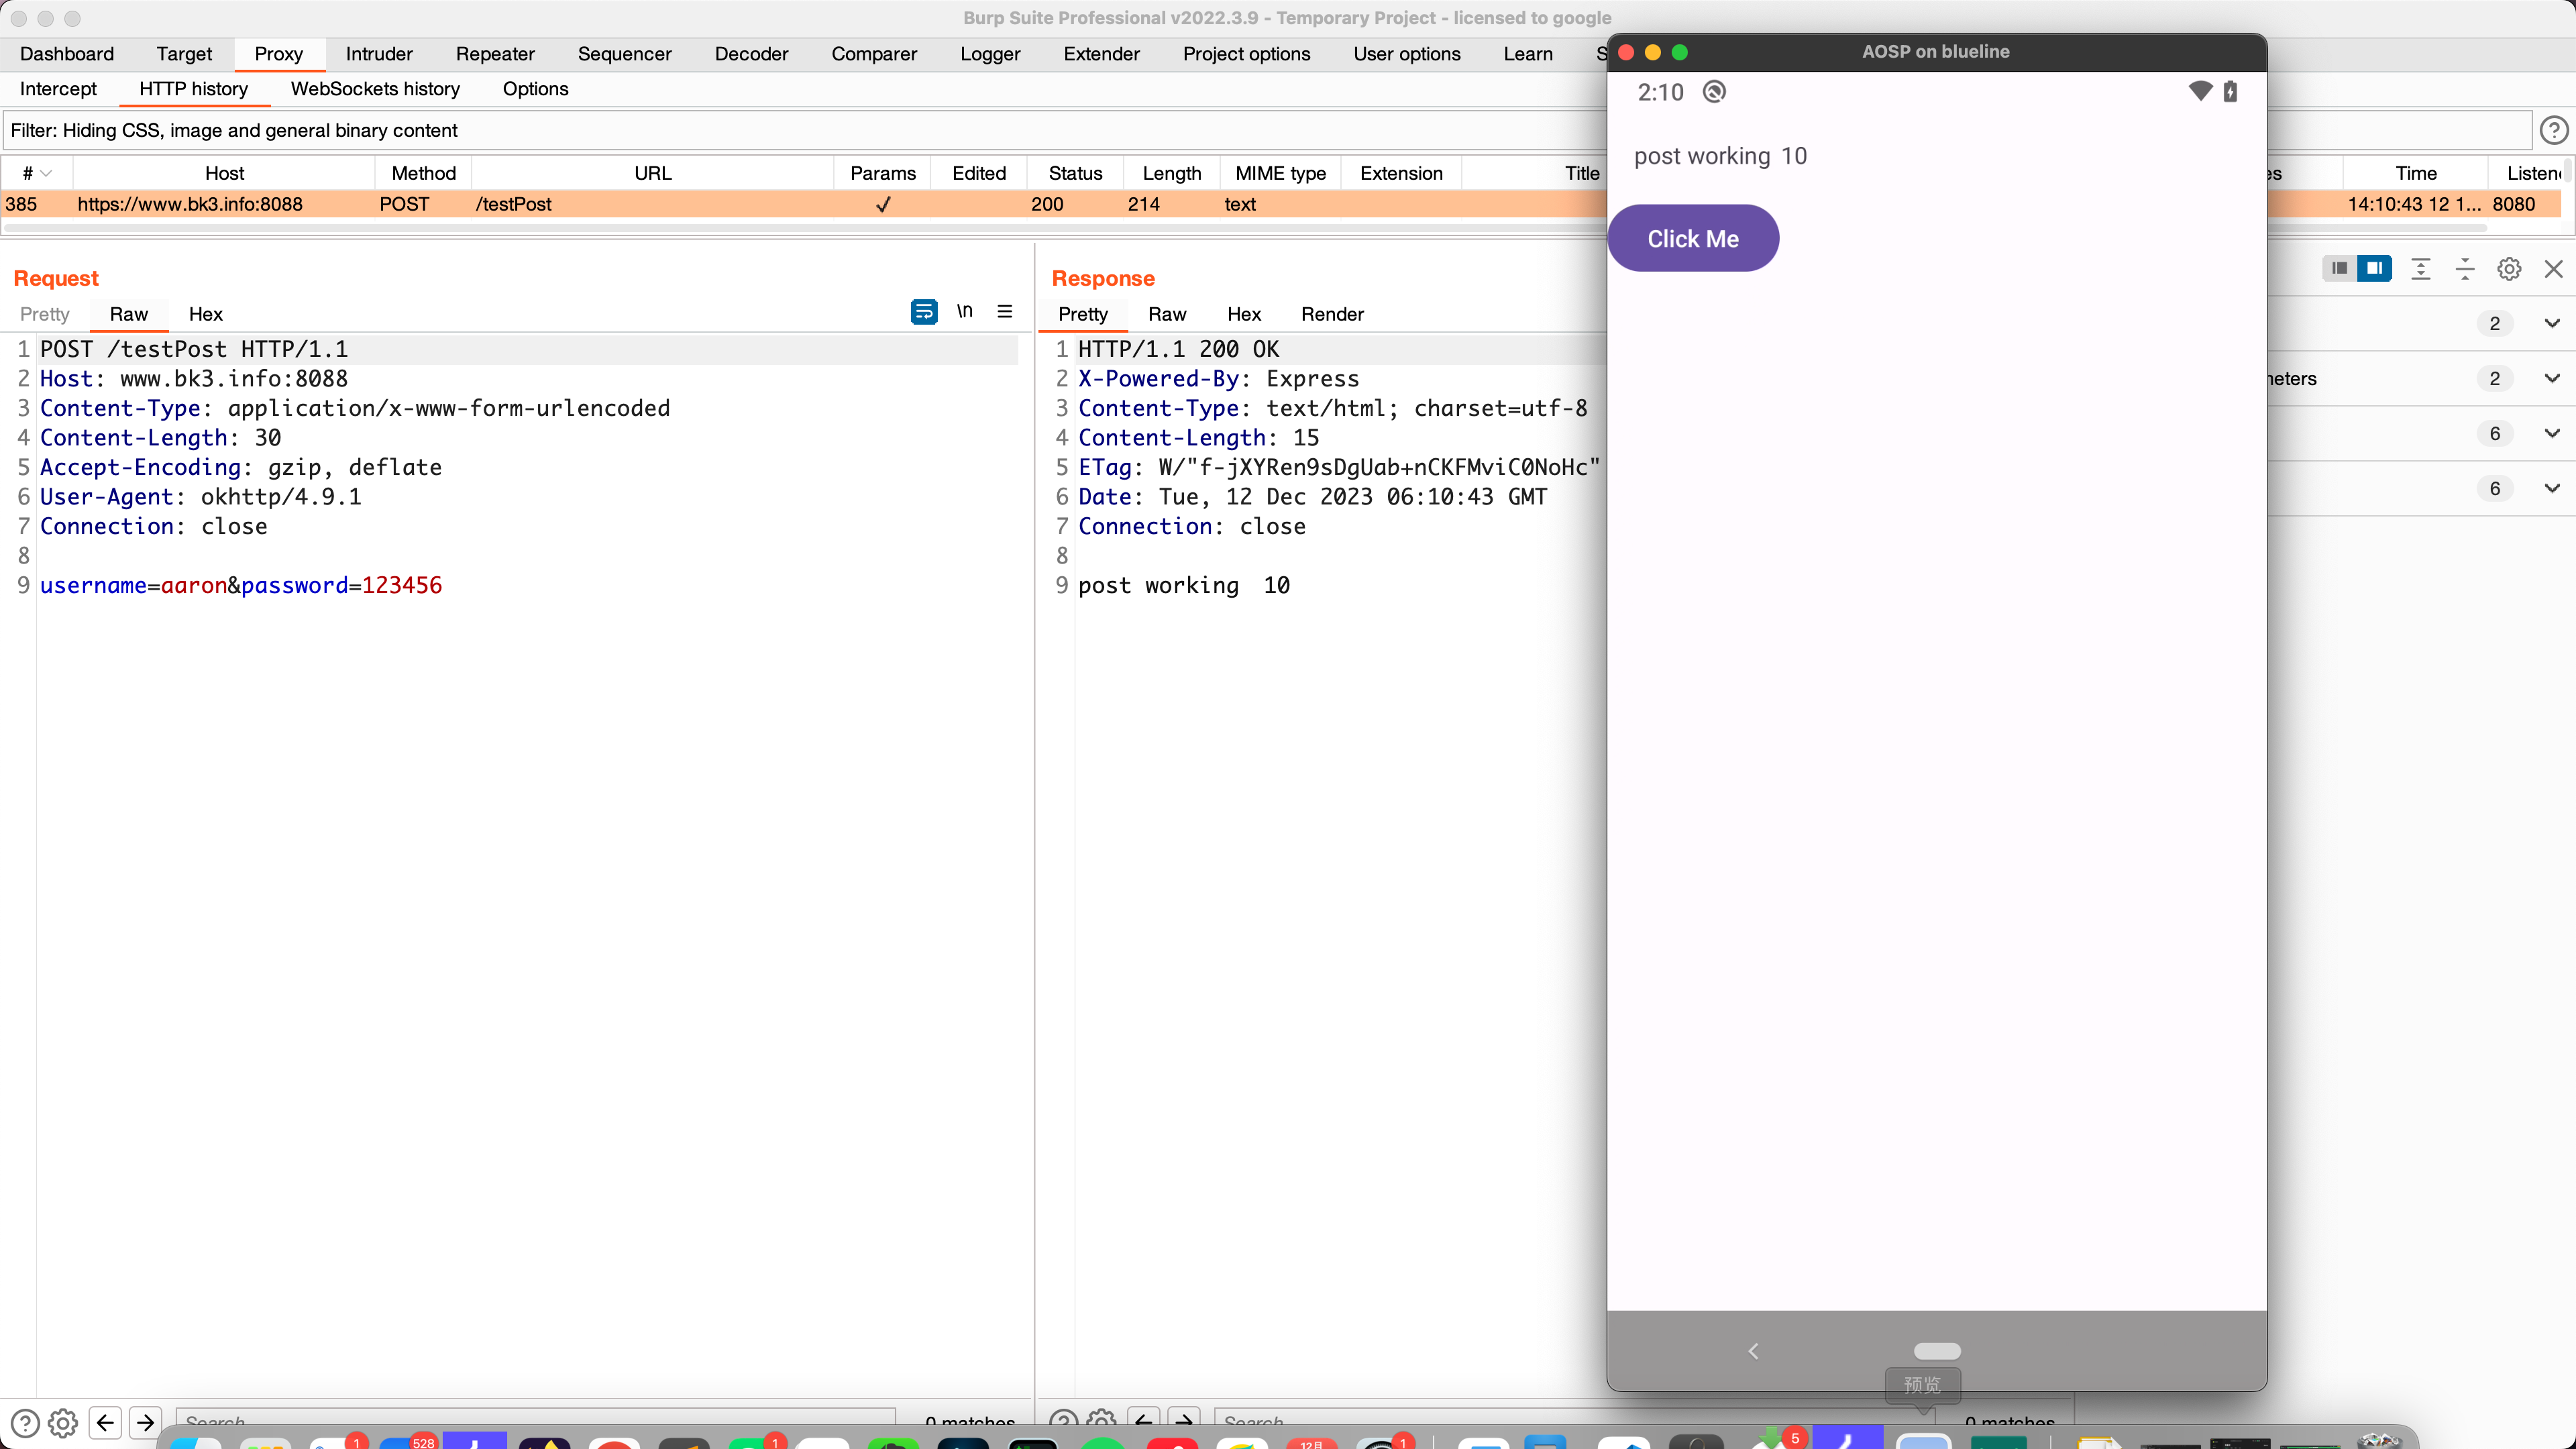 Burp Suite Professional v2022.3.9 - Temporary Project - licensed to google
Dashboard Target Proxy Intruder Repeater Sequencer Decoder Comparer Logger Extender Project options User options Learn
Intercept HTTP history WebSockets history Options
Filter: Hiding CSS, image and general binary content
# Host Method URL Params Edited Status Length MIME type Extension Title Time Listen
385 https://www.bk3.info:8088 POST /testPost ✓ 200 214 text 14:10:43 12 1... 8080
Request
Pretty Raw Hex \n
1 POST /testPost HTTP/1.1
2 Host: www.bk3.info:8088
3 Content-Type: application/x-www-form-urlencoded
4 Content-Length: 30
5 Accept-Encoding: gzip, deflate
6 User-Agent: okhttp/4.9.1
7 Connection: close
8
9 username=aaron&password=123456
Search 0 matches
Response
Pretty Raw Hex Render
1 HTTP/1.1 200 OK
2 X-Powered-By: Express
3 Content-Type: text/html; charset=utf-8
4 Content-Length: 15
5 ETag: W/"f-jXYRen9sDgUab+nCKFMviC0NoHc"
6 Date: Tue, 12 Dec 2023 06:10:43 GMT
7 Connection: close
8
9 post working 10
Search 0 matches
AOSP on blueline
2:10
post working 10
Click Me
2
meters 2
6
6
预览
1 528 1 12月 1 5